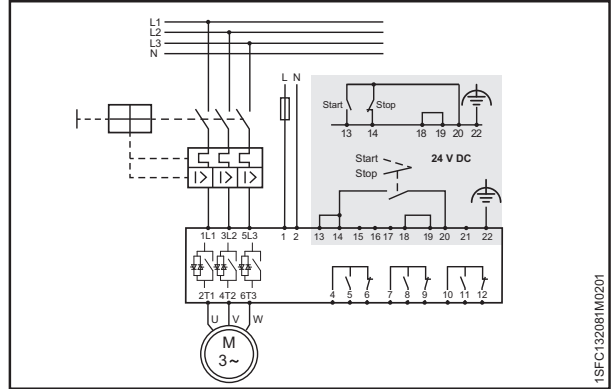 L1
L2
L3
N
L N
Start Stop
13 14 18 19 20 22
Start
Stop
24 V DC
I> I> I>
1L1 3L2 5L3
1 2 13 14 15 16 17 18 19 20 21 22
2T1 4T2 6T3
4 5 6 7 8 9 10 11 12
U V W
M
3~
1SFC132081M0201